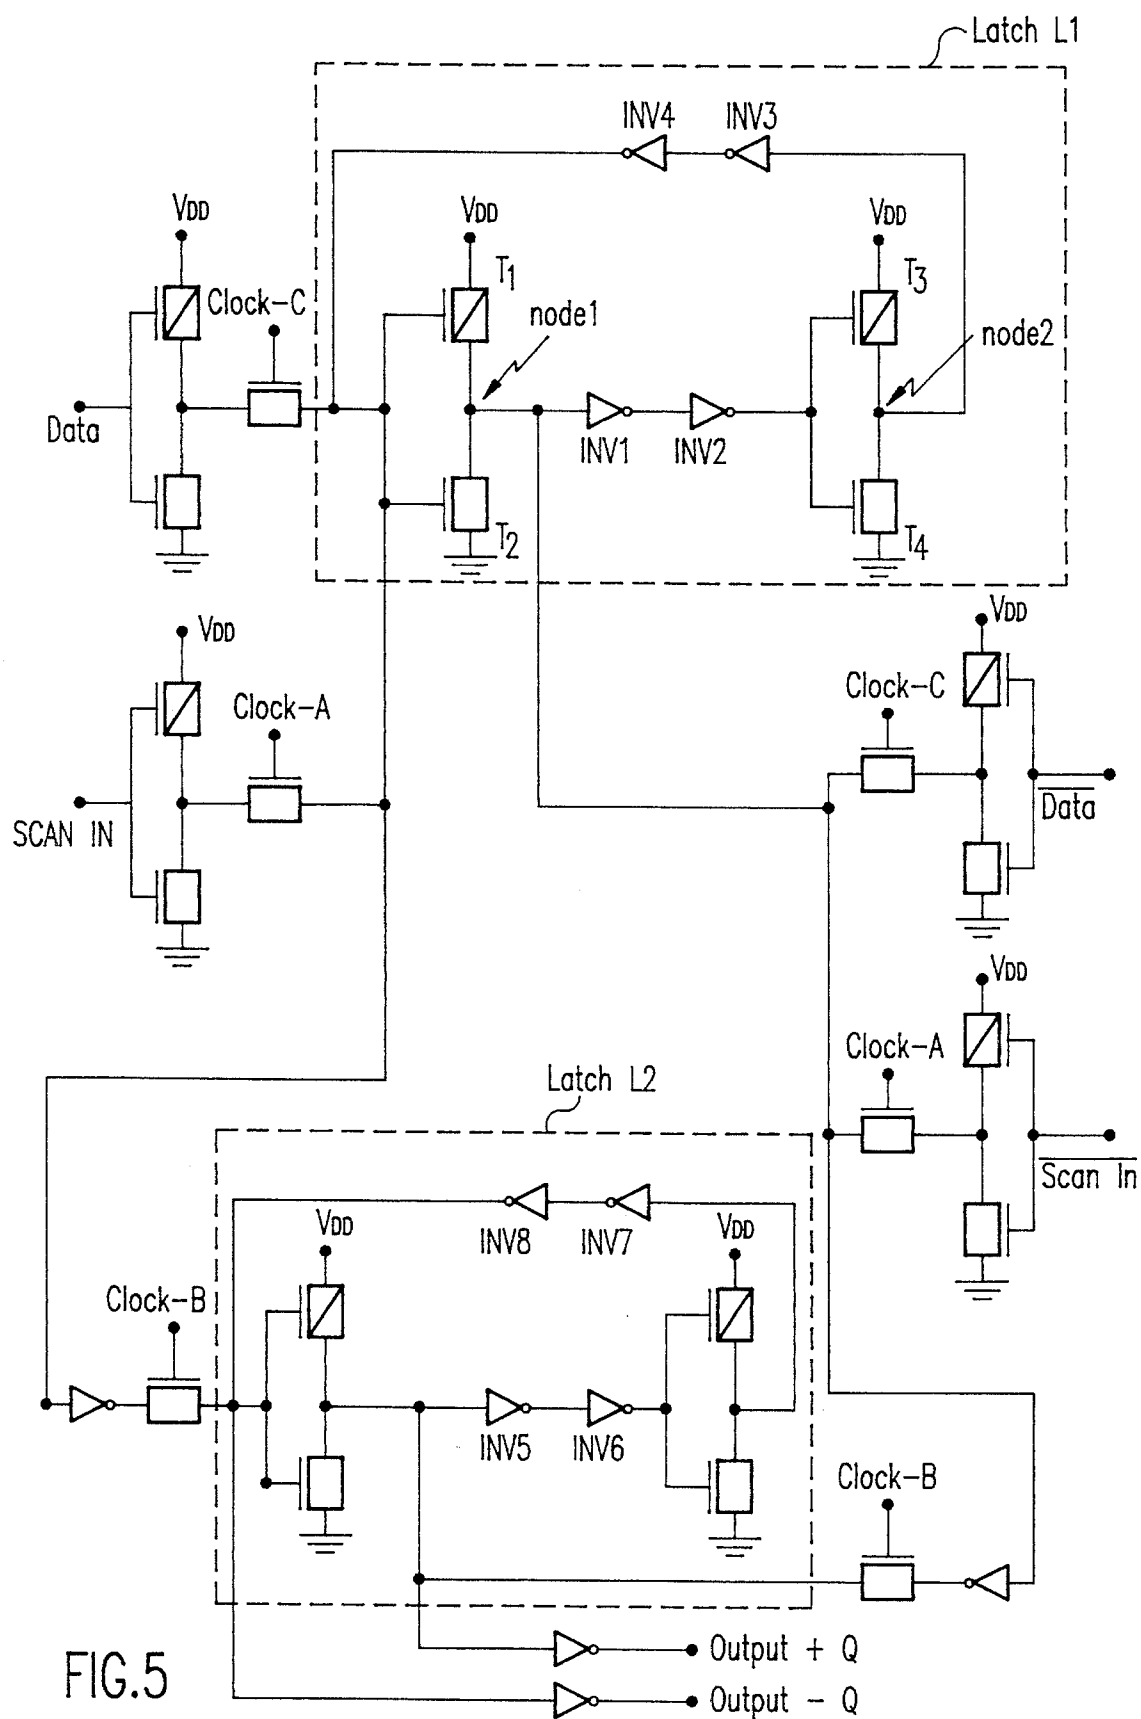 Latch L1
INV4
INV3
VDD
VDD
VDD
T1
T3
Clock-C
node1
node2
Data
INV1
INV2
T2
T4
VDD
VDD
Clock-A
Clock-C
SCAN IN
Data
VDD
Clock-A
Latch L2
Scan In
VDD
INV8
INV7
VDD
Clock-B
INV5
INV6
Clock-B
Output + Q
Output - Q
FIG.5